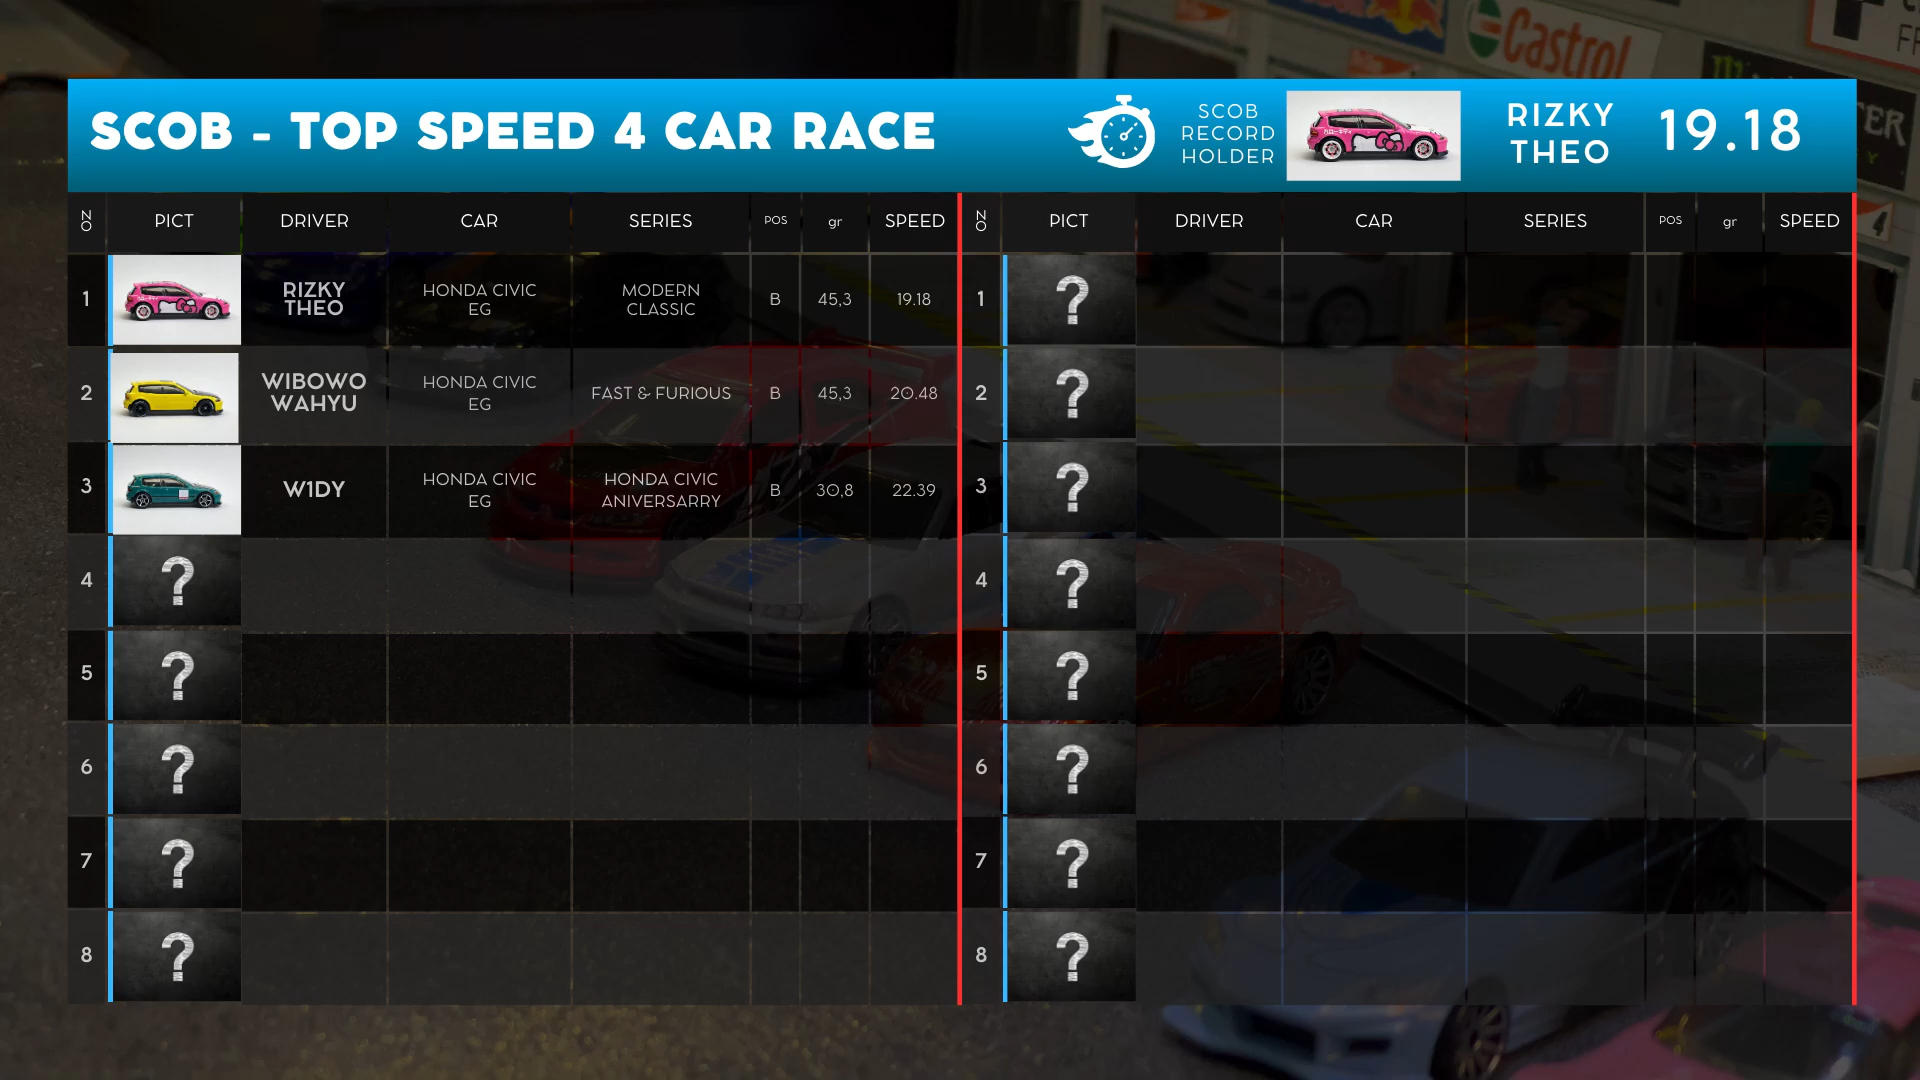 SCOB - TOP SPEED 4 CAR RACE
SCOB
RECORD
HOLDER
RIZKY
THEO
19.18
NO PICT DRIVER CAR SERIES POS gr SPEED
1 RIZKY THEO HONDA CIVIC EG MODERN CLASSIC B 45,3 19.18
2 WIBOWO WAHYU HONDA CIVIC EG FAST & FURIOUS B 45,3 20.48
3 W1DY HONDA CIVIC EG HONDA CIVIC ANIVERSARRY B 30,8 22.39
4 ?
5 ?
6 ?
7 ?
8 ?
NO PICT DRIVER CAR SERIES POS gr SPEED
1 ?
2 ?
3 ?
4 ?
5 ?
6 ?
7 ?
8 ?
Castrol